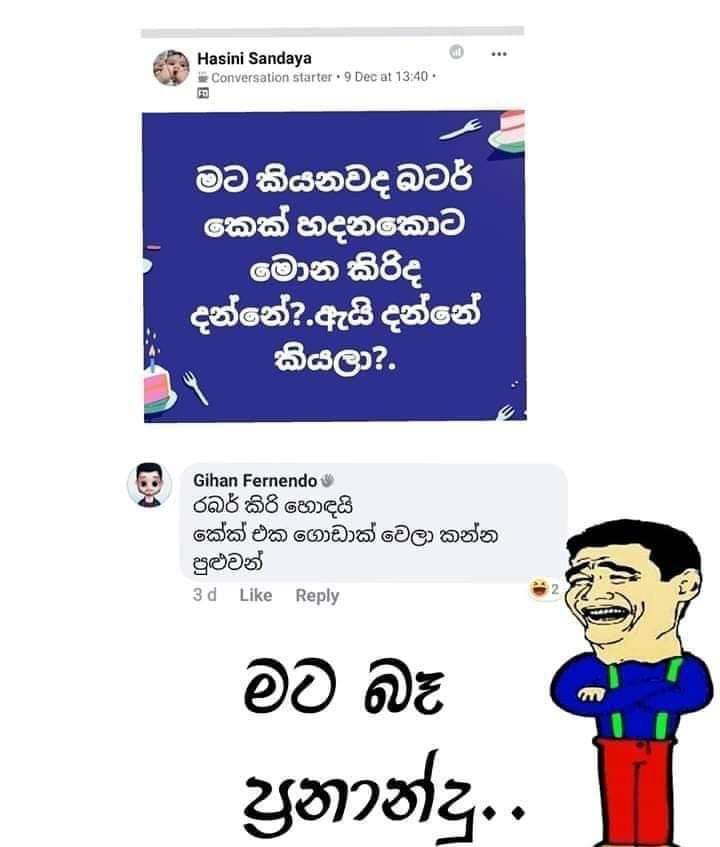 Hasini Sandaya
Conversation starter • 9 Dec at 13:40 •
මට කියනවද බටර්
කෙක් හදනකොට
මොන කිරිද
දන්නේ?.ඇයි දන්නේ
කියලා?.
Gihan Fernendo
රබර් කිරි හොඳයි
කේක් එක ගොඩාක් වෙලා කන්න
පුළුවන්
3 d Like Reply
2
මට බෑ
ප්‍රනාන්දු..